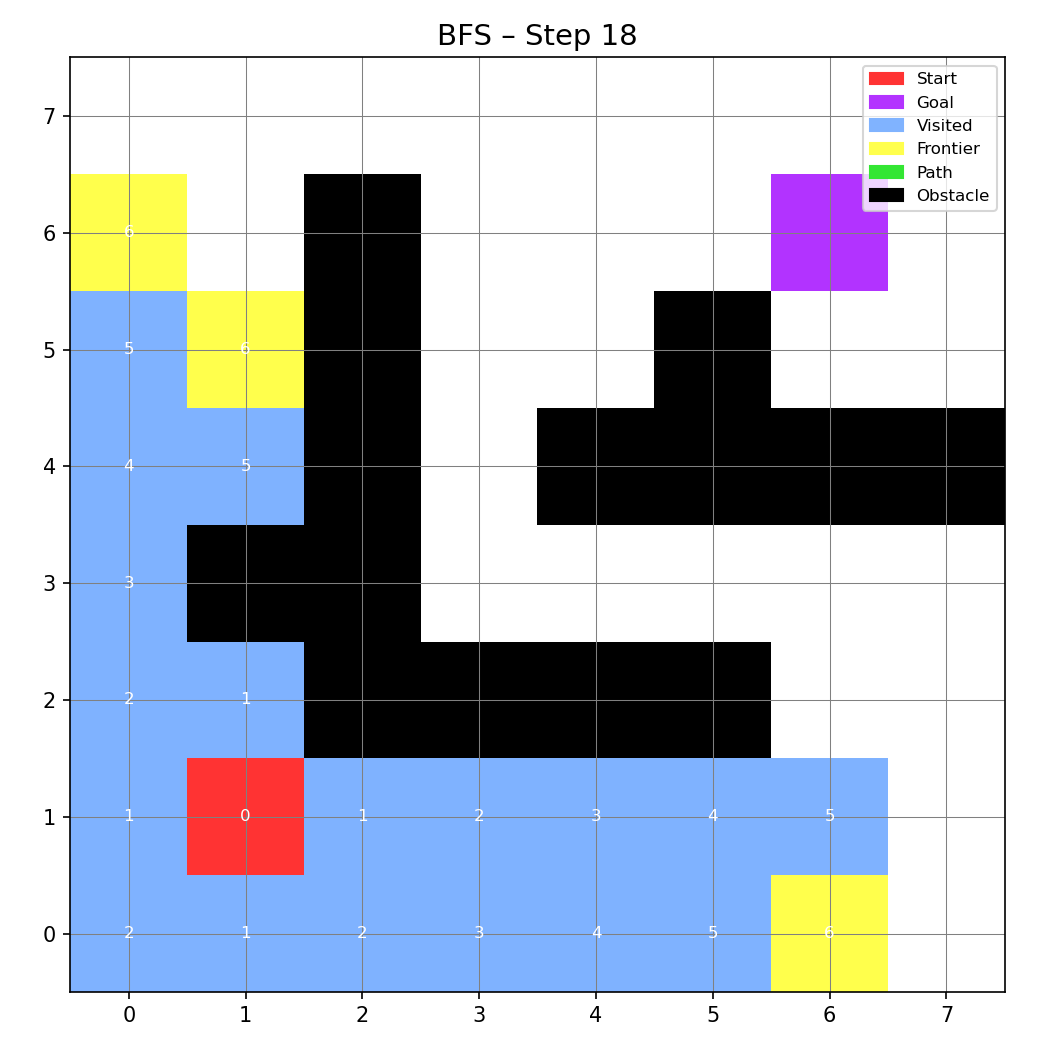 BFS – Step 18
Start
Goal
Visited
Frontier
Path
Obstacle
7
6 6
5 5 6
4 4 5
3 3
2 2 1
1 1 0 1 2 3 4 5
0 2 1 2 3 4 5 6
0 1 2 3 4 5 6 7